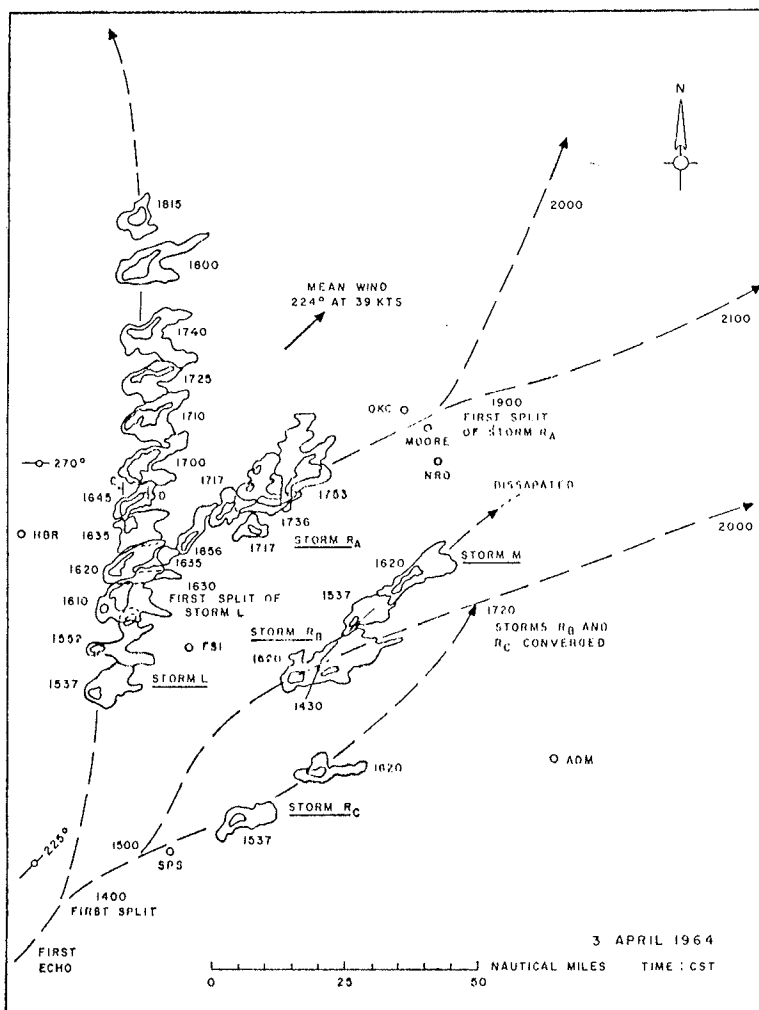 N
2000
1815
1800
MEAN WIND
224° AT 39 KTS
2100
1740
1725
OKC
1900
FIRST SPLIT
OF STORM RA
1710
MOORE
270°
1700
NRO
1717
1753
1645
DISSAPATED
1736
HBR
1635
1656
1717
STORM RA
2000
1635
1620
1620
STORM M
1630
FIRST SPLIT OF
STORM L
1610
1537
1720
STORMS RB AND
RC CONVERGED
1552
FSI
STORM RB
1620
STORM L
1537
1430
ADM
1620
STORM RC
1537
1500
225°
SPS
1400
FIRST SPLIT
3 APRIL 1964
FIRST
ECHO
NAUTICAL MILES TIME : CST
0 25 50